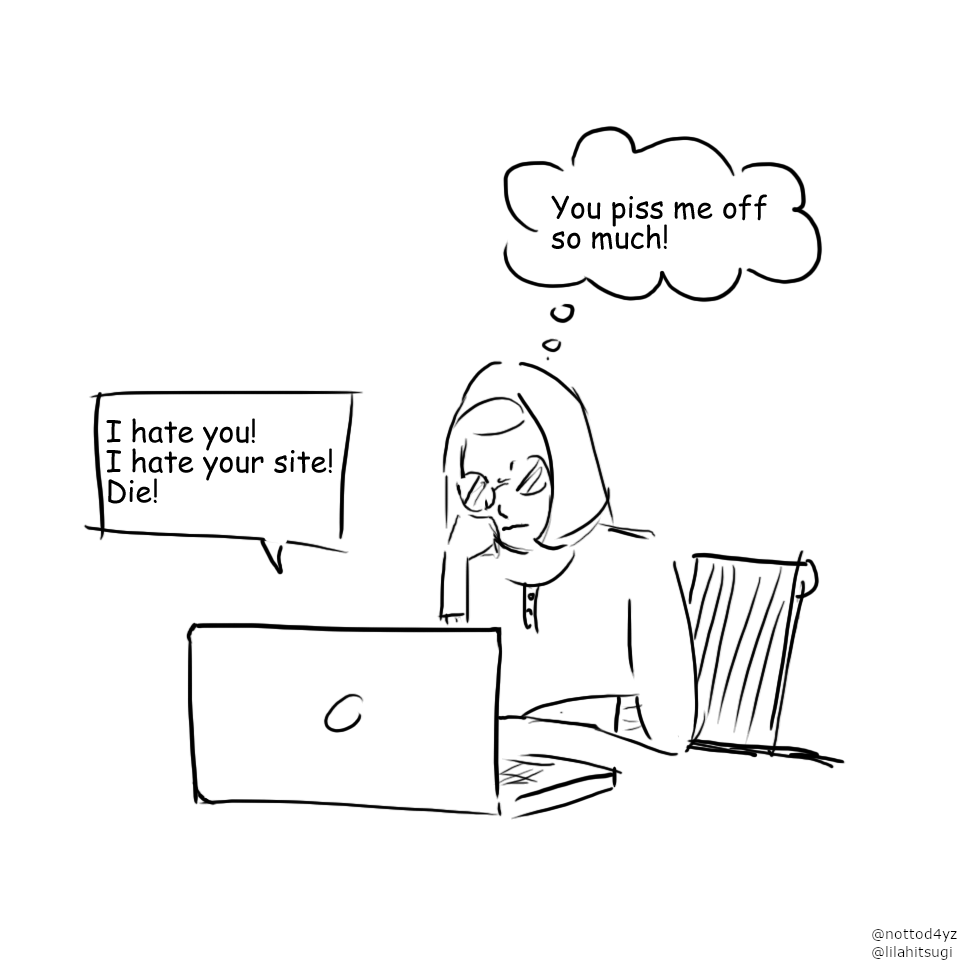 You piss me off
so much!
I hate you!
I hate your site!
Die!
@nottod4yz
@lilahitsugi